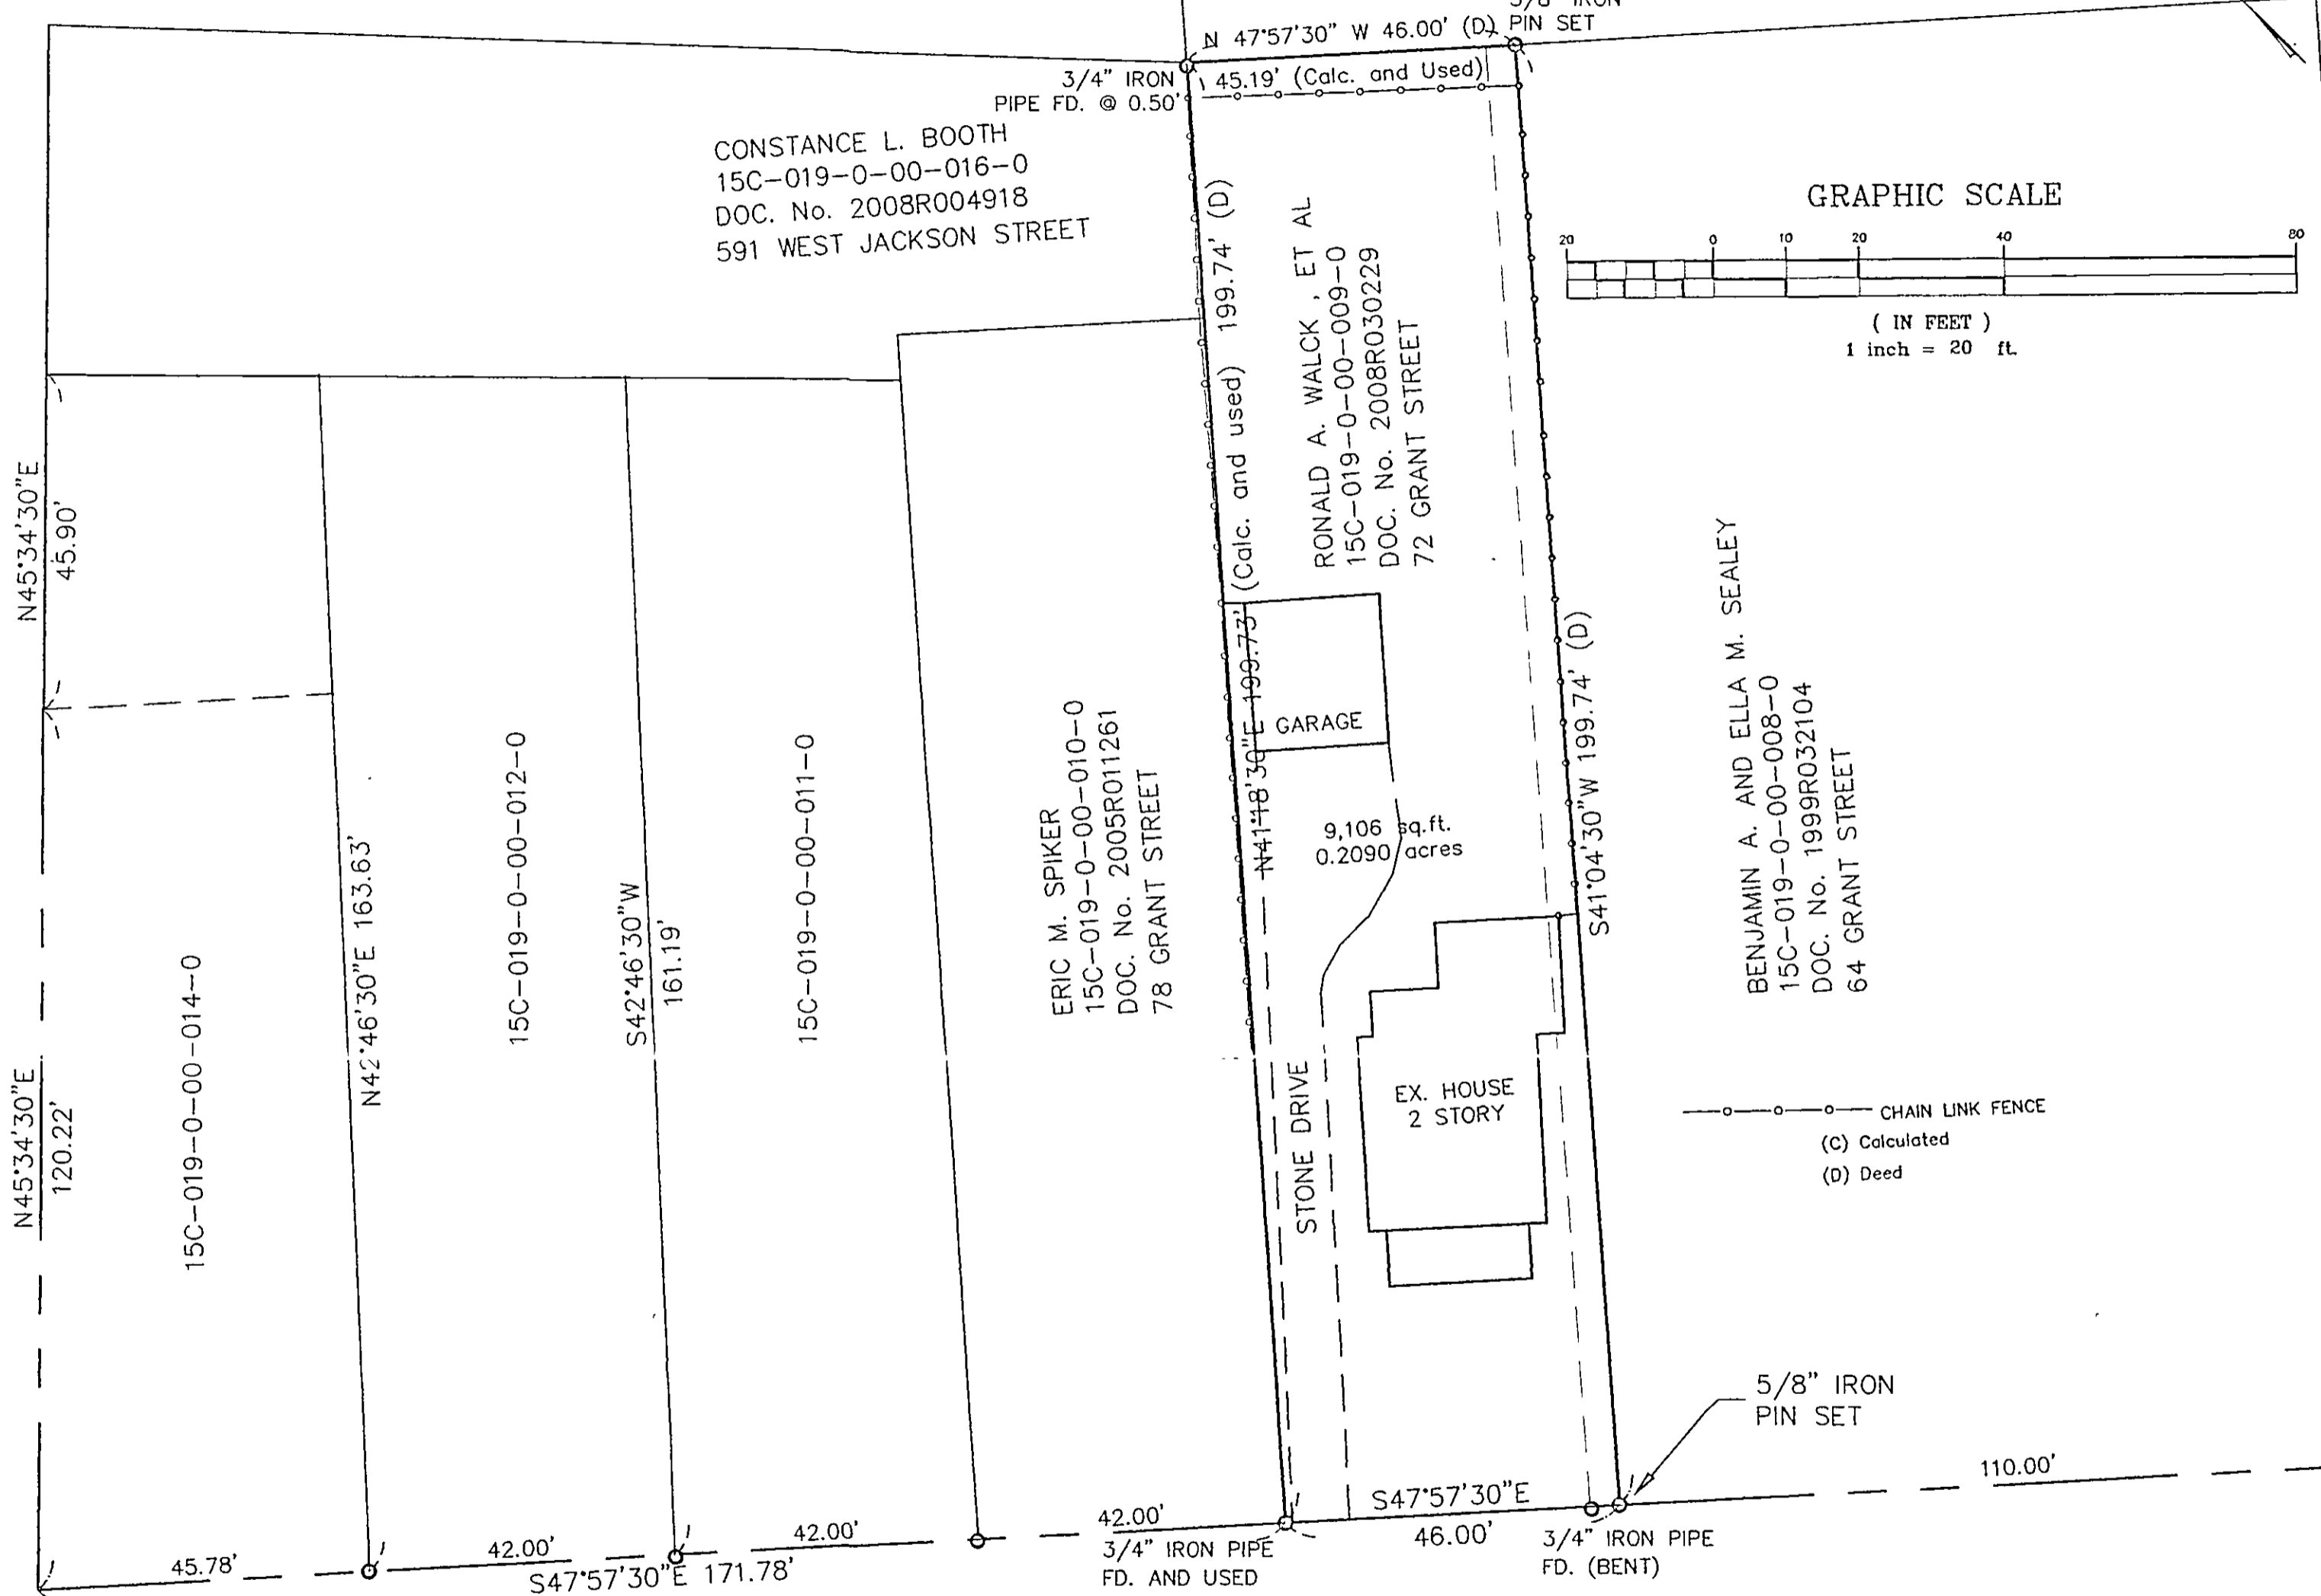 5/8" IRON
PIN SET
N 47°57'30" W 46.00' (D)
45.19' (Calc. and Used)
3/4" IRON
PIPE FD. @ 0.50'
CONSTANCE L. BOOTH
15C-019-0-00-016-0
DOC. No. 2008R004918
591 WEST JACKSON STREET
GRAPHIC SCALE
20 0 10 20 40 80
( IN FEET )
1 inch = 20 ft.
N45°34'30"E
45.90'
N45°34'30"E
120.22'
15C-019-0-00-014-0
N42°46'30"E 163.63'
15C-019-0-00-012-0
S42°46'30"W
161.19'
15C-019-0-00-011-0
ERIC M. SPIKER
15C-019-0-00-010-0
DOC. No. 2005R011261
78 GRANT STREET
N41°18'30"E 199.73' (Calc. and used) 199.74' (D)
RONALD A. WALCK , ET AL
15C-019-0-00-009-0
DOC. No. 2008R030229
72 GRANT STREET
GARAGE
9,106 sq.ft.
0.2090 acres
STONE DRIVE
EX. HOUSE
2 STORY
S41°04'30"W 199.74' (D)
BENJAMIN A. AND ELLA M. SEALEY
15C-019-0-00-008-0
DOC. No. 1999R032104
64 GRANT STREET
CHAIN LINK FENCE
(C) Calculated
(D) Deed
5/8" IRON
PIN SET
110.00'
S47°57'30"E
46.00'
3/4" IRON PIPE
FD. (BENT)
42.00'
3/4" IRON PIPE
FD. AND USED
42.00'
42.00'
45.78'
S47°57'30"E 171.78'